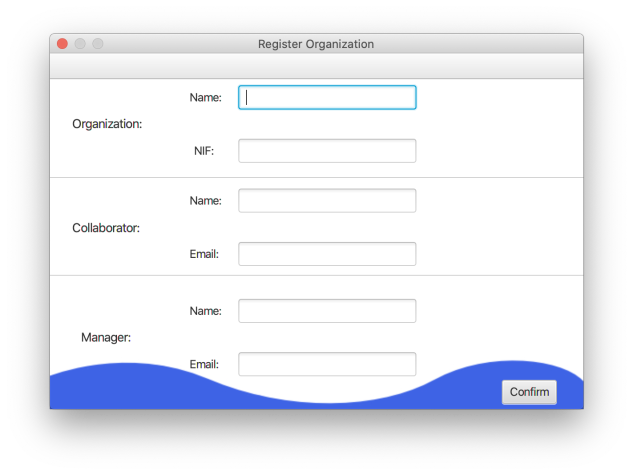 Register Organization
Name:
Organization:
NIF:
Name:
Collaborator:
Email:
Name:
Manager:
Email:
Confirm